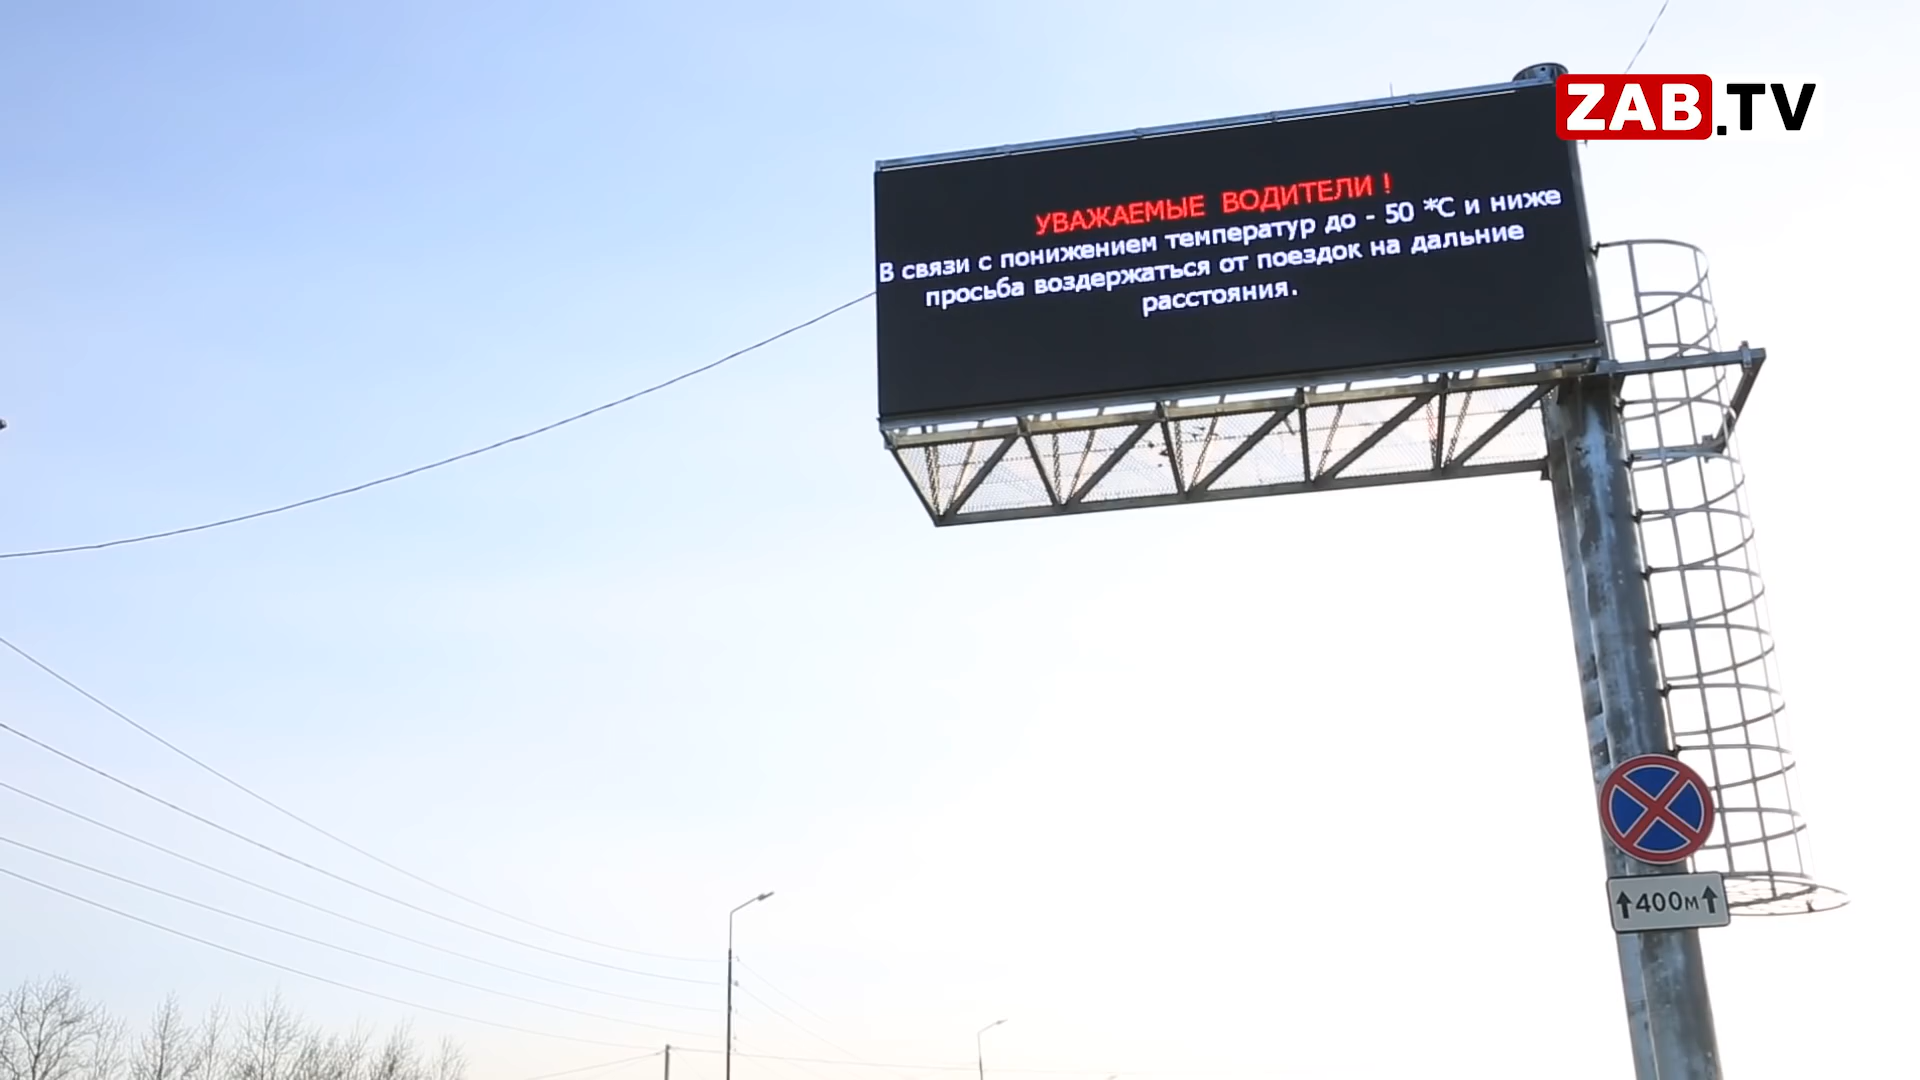 ZAB.TV
УВАЖАЕМЫЕ ВОДИТЕЛИ !
В связи с понижением температур до - 50 *С и ниже
просьба воздержаться от поездок на дальние
расстояния.
400м